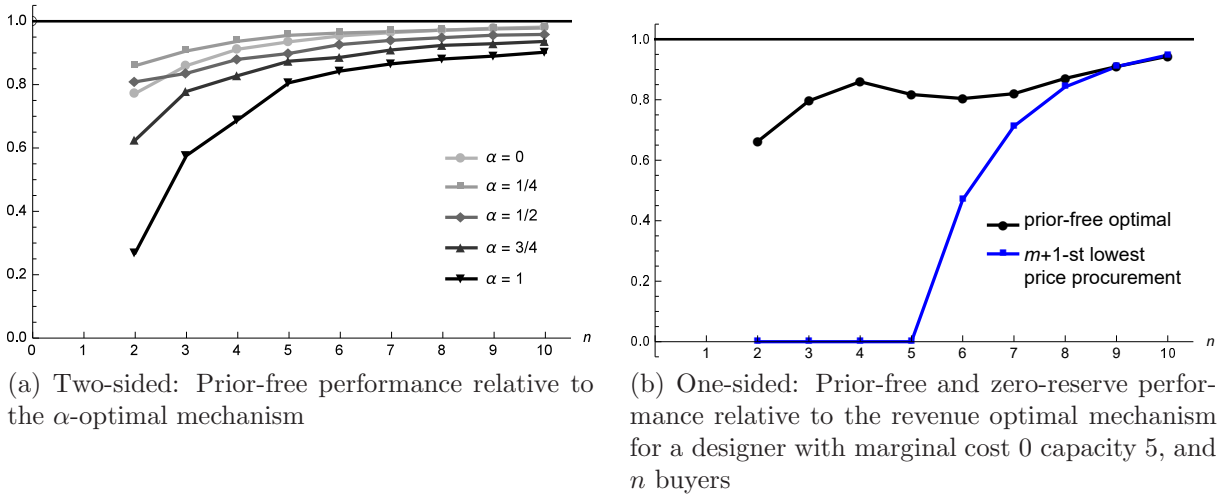 1.0
0.8
0.6
0.4
0.2
0.0
0 1 2 3 4 5 6 7 8 9 10
n
α = 0
α = 1/4
α = 1/2
α = 3/4
α = 1
(a) Two-sided: Prior-free performance relative to
the α-optimal mechanism
1.0
0.8
0.6
0.4
0.2
0.0
1 2 3 4 5 6 7 8 9 10
n
prior-free optimal
m+1-st lowest
price procurement
(b) One-sided: Prior-free and zero-reserve perfor-
mance relative to the revenue optimal mechanism
for a designer with marginal cost 0 capacity 5, and
n buyers